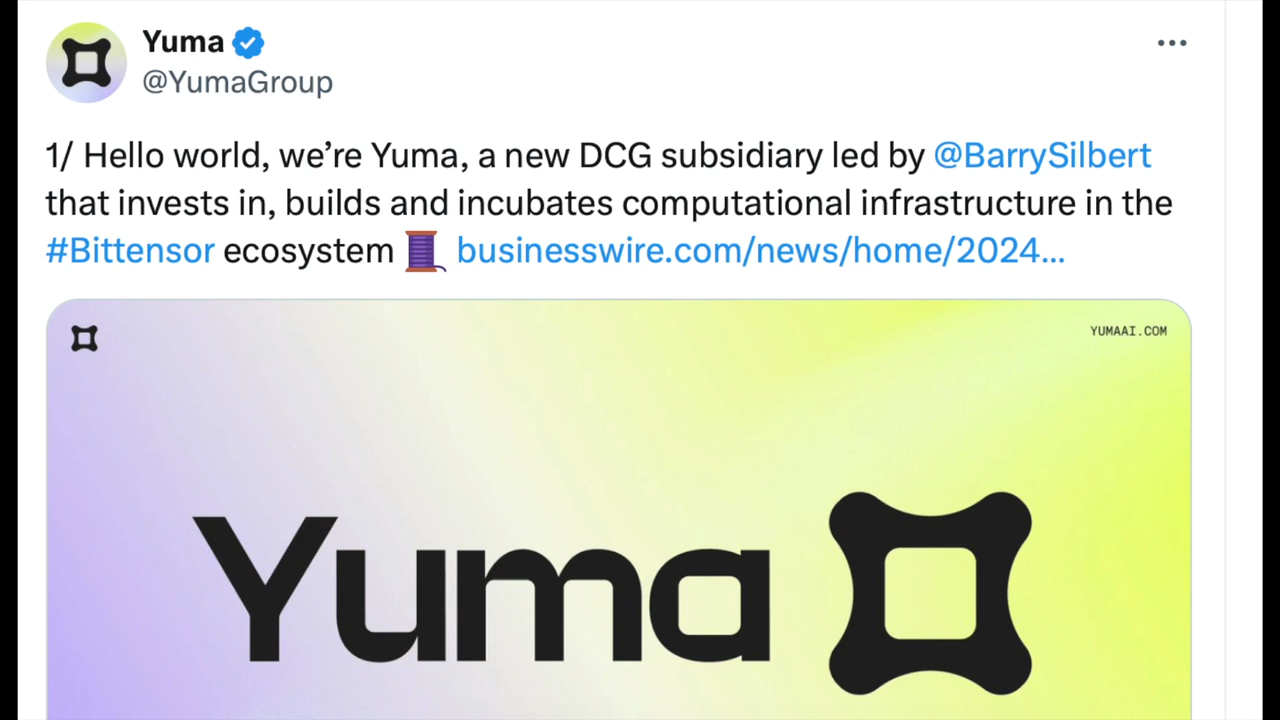 Yuma
@YumaGroup
1/ Hello world, we’re Yuma, a new DCG subsidiary led by @BarrySilbert
that invests in, builds and incubates computational infrastructure in the
#Bittensor ecosystem 🧵 businesswire.com/news/home/2024…
YUMAAI.COM
Yuma